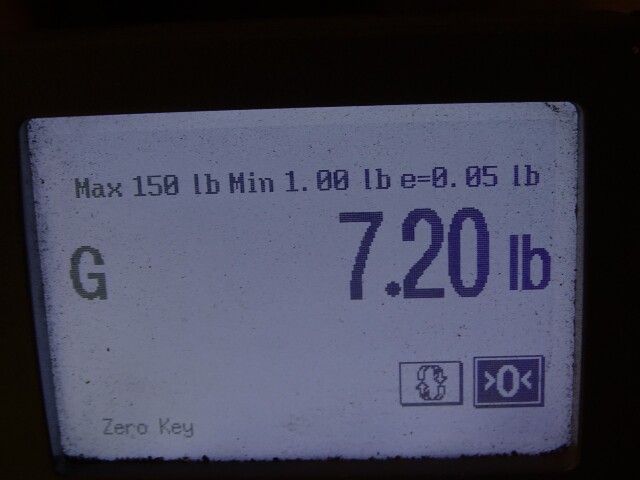 Max 150 lb Min 1.00 lb e=0.05 lb
G 7.20 lb
>0<
Zero Key